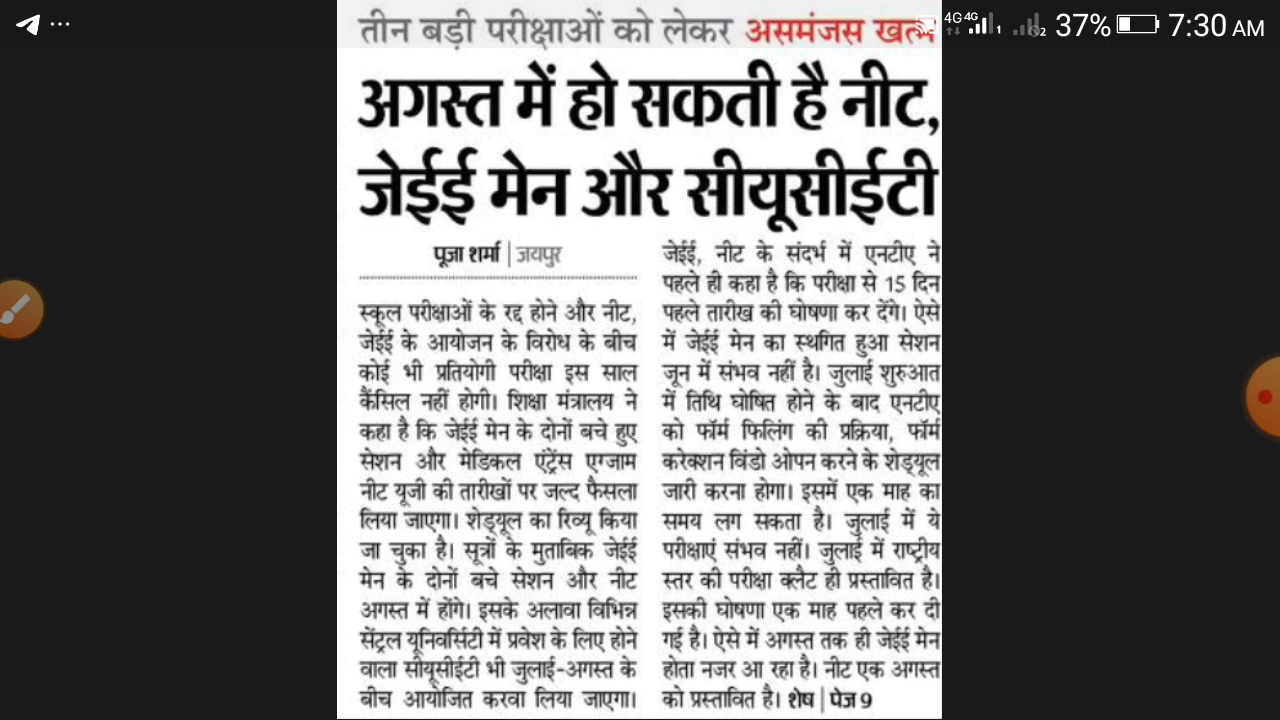 4G 4G 1 2 37% 7:30 AM
तीन बड़ी परीक्षाओं को लेकर असमंजस खत्म
अगस्त में हो सकती है नीट,
जेईई मेन और सीयूसीईटी
पूजा शर्मा | जयपुर
स्कूल परीक्षाओं के रद्द होने और नीट,
जेईई के आयोजन के विरोध के बीच
कोई भी प्रतियोगी परीक्षा इस साल
कैंसिल नहीं होगी। शिक्षा मंत्रालय ने
कहा है कि जेईई मेन के दोनों बचे हुए
सेशन और मेडिकल एंट्रेंस एग्जाम
नीट यूजी की तारीखों पर जल्द फैसला
लिया जाएगा। शेड्यूल का रिव्यू किया
जा चुका है। सूत्रों के मुताबिक जेईई
मेन के दोनों बचे सेशन और नीट
अगस्त में होंगे। इसके अलावा विभिन्न
सेंट्रल यूनिवर्सिटी में प्रवेश के लिए होने
वाला सीयूसीईटी भी जुलाई-अगस्त के
बीच आयोजित करवा लिया जाएगा।
जेईई, नीट के संदर्भ में एनटीए ने
पहले ही कहा है कि परीक्षा से 15 दिन
पहले तारीख की घोषणा कर देंगे। ऐसे
में जेईई मेन का स्थगित हुआ सेशन
जून में संभव नहीं है। जुलाई शुरुआत
में तिथि घोषित होने के बाद एनटीए
को फॉर्म फिलिंग की प्रक्रिया, फॉर्म
करेक्शन विंडो ओपन करने के शेड्यूल
जारी करना होगा। इसमें एक माह का
समय लग सकता है। जुलाई में ये
परीक्षाएं संभव नहीं। जुलाई में राष्ट्रीय
स्तर की परीक्षा क्लैट ही प्रस्तावित है।
इसकी घोषणा एक माह पहले कर दी
गई है। ऐसे में अगस्त तक ही जेईई मेन
होता नजर आ रहा है। नीट एक अगस्त
को प्रस्तावित है। शेष | पेज 9